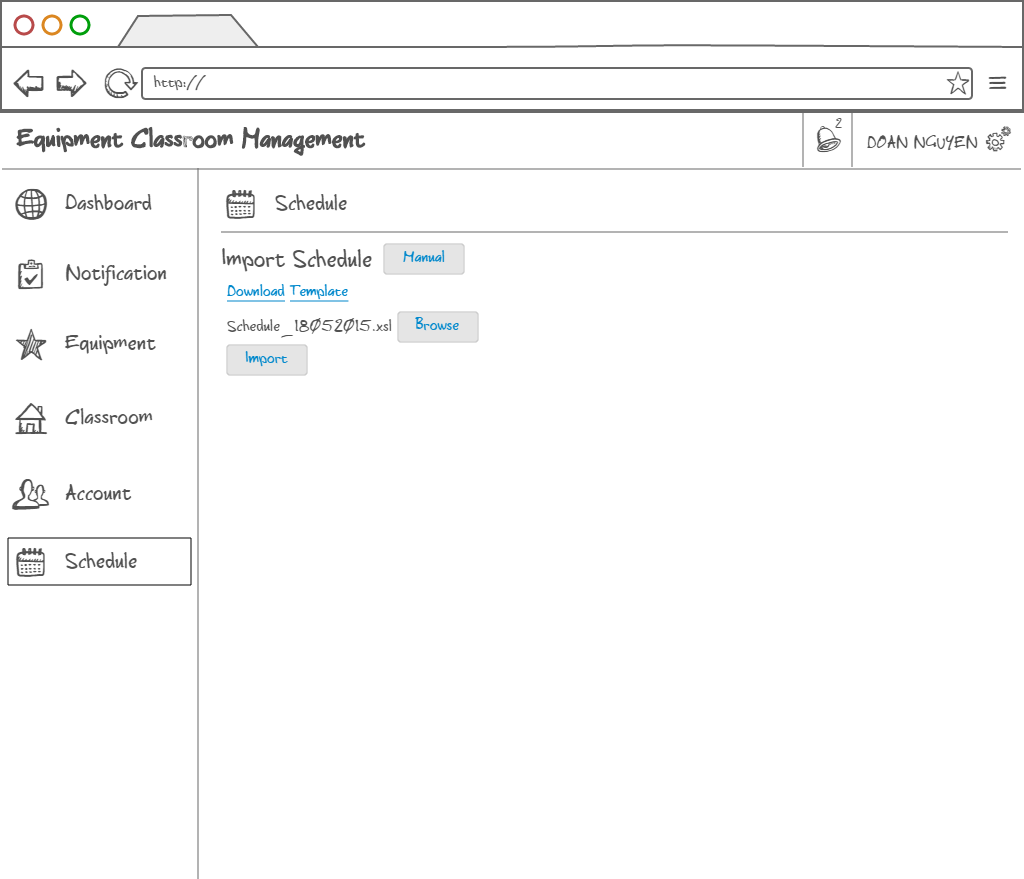 http://
Equipment Classroom Management
2
DOAN NGUYEN
Dashboard
Notification
Equipment
Classroom
Account
Schedule
Schedule
Import Schedule Manual
Download Template
Schedule_18052015.xsl Browse
Import